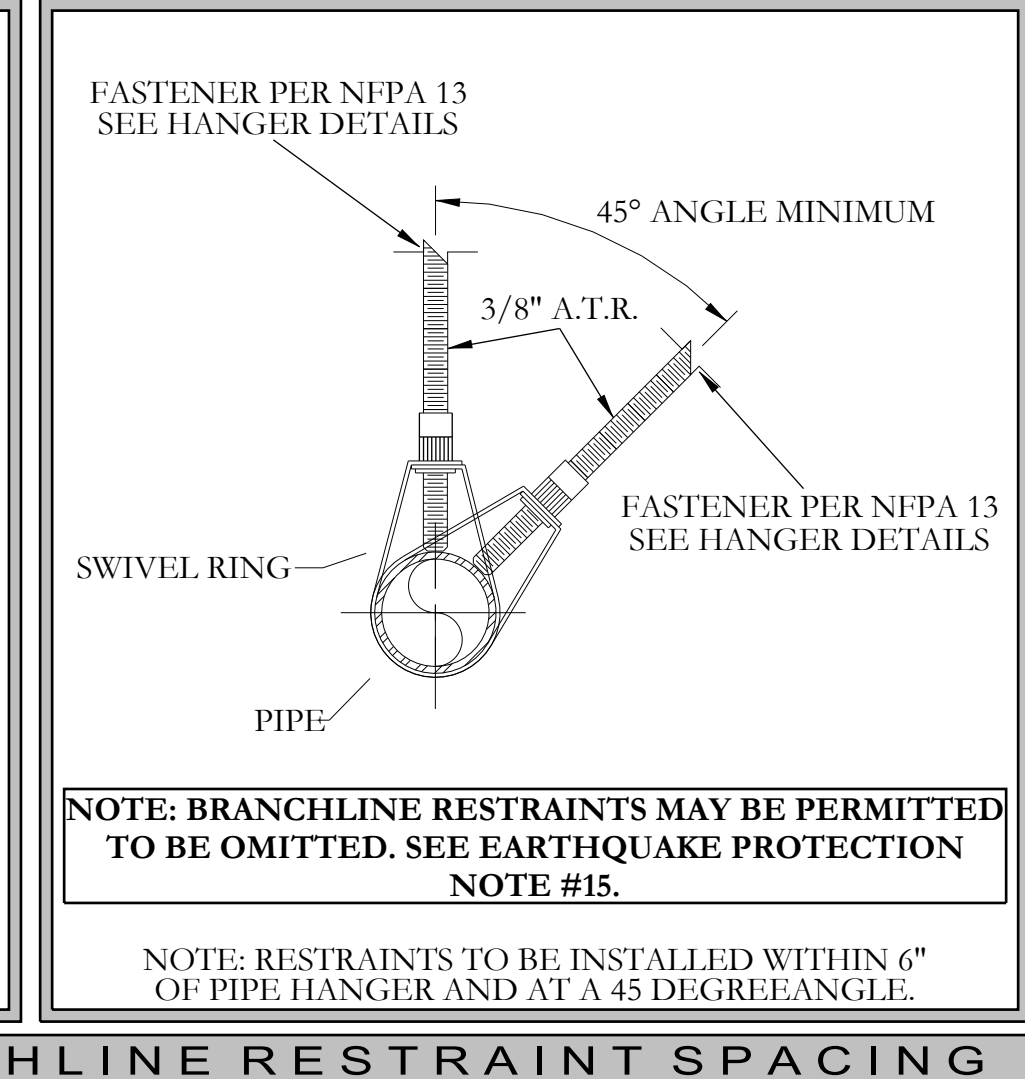 FASTENER PER NFPA 13
SEE HANGER DETAILS
45° ANGLE MINIMUM
3/8" A.T.R.
FASTENER PER NFPA 13
SEE HANGER DETAILS
SWIVEL RING
PIPE
NOTE: BRANCHLINE RESTRAINTS MAY BE PERMITTED
TO BE OMITTED. SEE EARTHQUAKE PROTECTION
NOTE #15.
NOTE: RESTRAINTS TO BE INSTALLED WITHIN 6"
OF PIPE HANGER AND AT A 45 DEGREEANGLE.
HLINE RESTRAINT SPACING